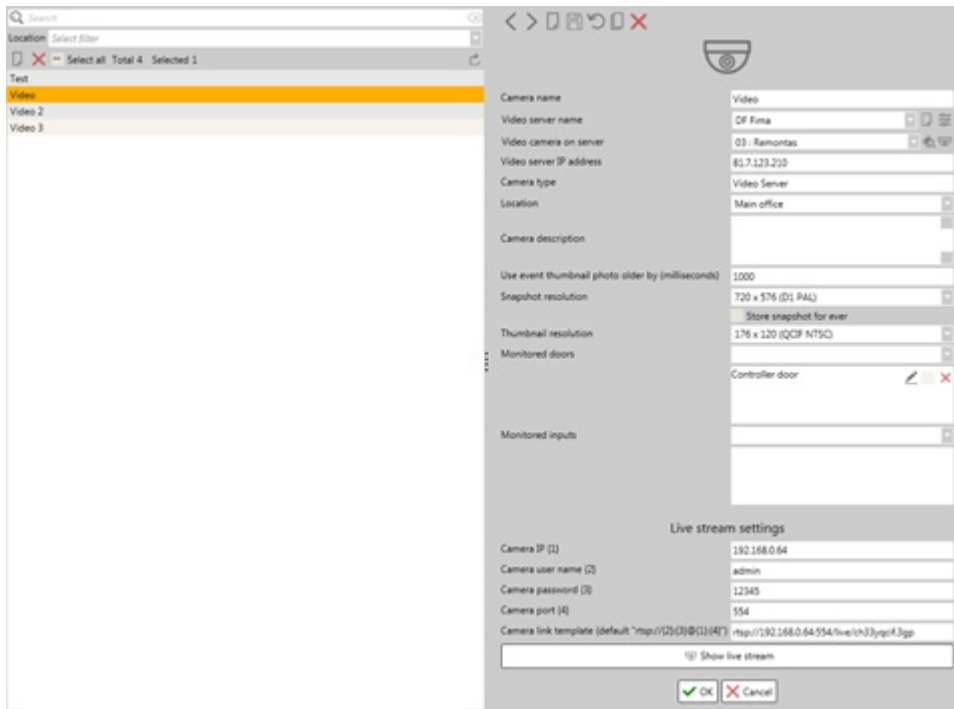 Search
Location Select filter
Select all Total 4 Selected 1
Test
Video
Video 2
Video 3
Camera name Video
Video server name DF Fima
Video camera on server 03 : Remontas
Video server IP address 81.7.123.210
Camera type Video Server
Location Main office
Camera description
Use event thumbnail photo older by (milliseconds) 1000
Snapshot resolution 720 x 576 (D1 PAL)
Store snapshot for ever
Thumbnail resolution 176 x 120 (QCIF NTSC)
Monitored doors
Controller door
Monitored inputs
Live stream settings
Camera IP {1} 192.168.0.64
Camera user name {2} admin
Camera password {3} 12345
Camera port {4} 554
Camera link template (default "rtsp://{2}:{3}@{1}:{4}") rtsp://192.168.0.64:554/live/ch33yqcif.3gp
Show live stream
OK Cancel